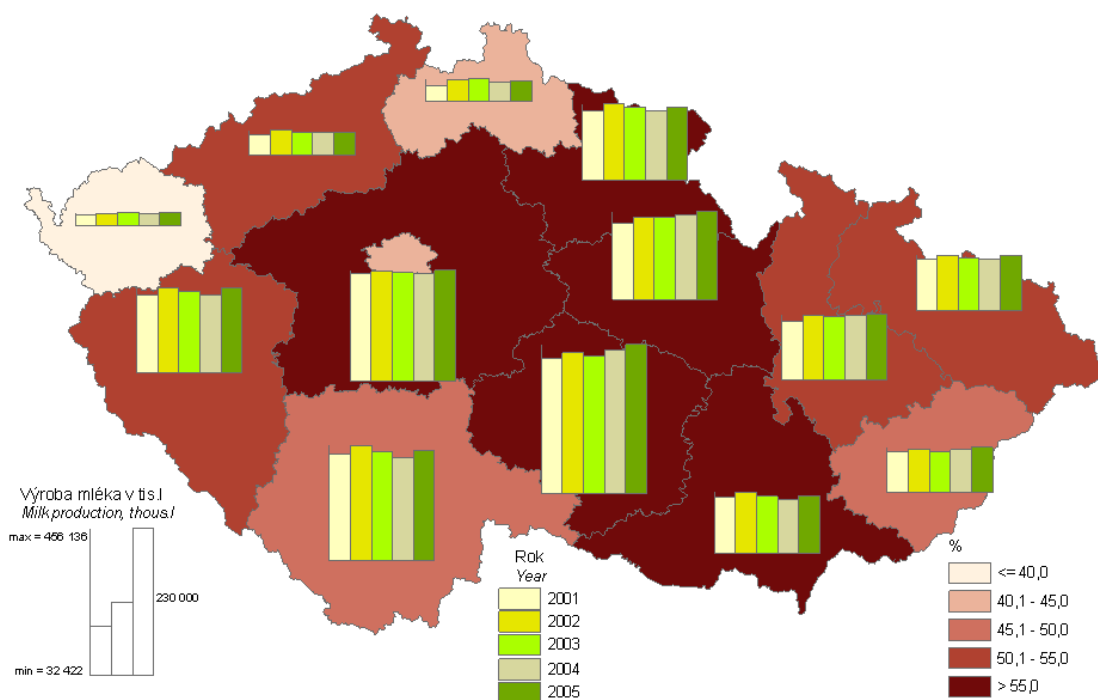 Výroba mléka v tis.l
Milk production, thous.l
max = 456 136
230 000
min = 32 422
Rok
Year
2001
2002
2003
2004
2005
%
<= 40,0
40,1 - 45,0
45,1 - 50,0
50,1 - 55,0
> 55,0